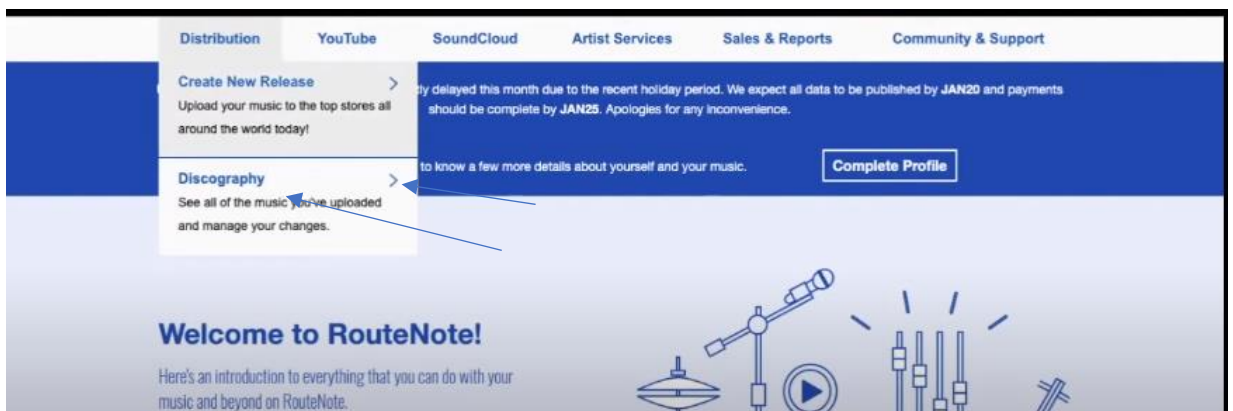 Distribution YouTube SoundCloud Artist Services Sales & Reports Community & Support
Create New Release >
Upload your music to the top stores all
around the world today!
Discography >
See all of the music you've uploaded
and manage your changes.
delayed this month due to the recent holiday period. We expect all data to be published by JAN20 and payments
should be complete by JAN25. Apologies for any inconvenience.
to know a few more details about yourself and your music.
Complete Profile
Welcome to RouteNote!
Here's an introduction to everything that you can do with your
music and beyond on RouteNote.